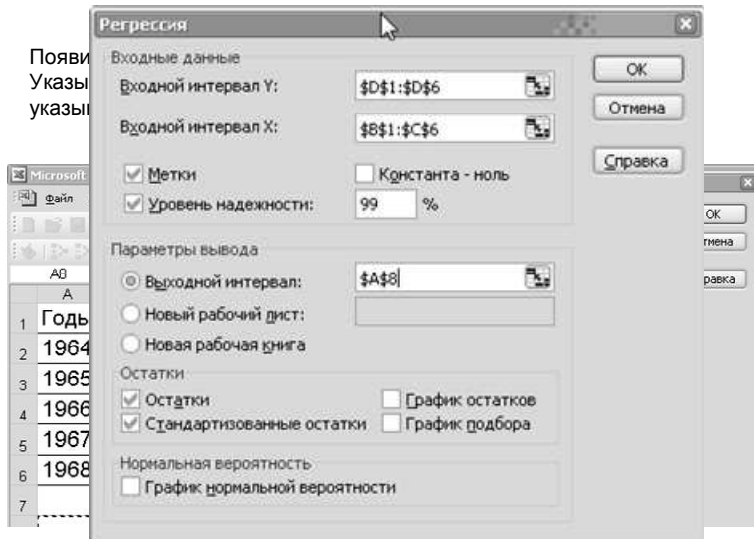 Регрессия
Появи
Указы
указы
Входные данные
Входной интервал Y:
$D$1:$D$6
Входной интервал X:
$B$1:$C$6
Метки
Константа - ноль
Уровень надежности:
99
%
ОК
Отмена
Справка
Параметры вывода
Выходной интервал:
$A$8
Новый рабочий лист:
Новая рабочая книга
Остатки
Остатки
График остатков
Стандартизованные остатки
График подбора
Нормальная вероятность
График нормальной вероятности
Microsoft
Файл
A8
A
1 Годы
2 1964
3 1965
4 1966
5 1967
6 1968
7
ОК
тмена
равка